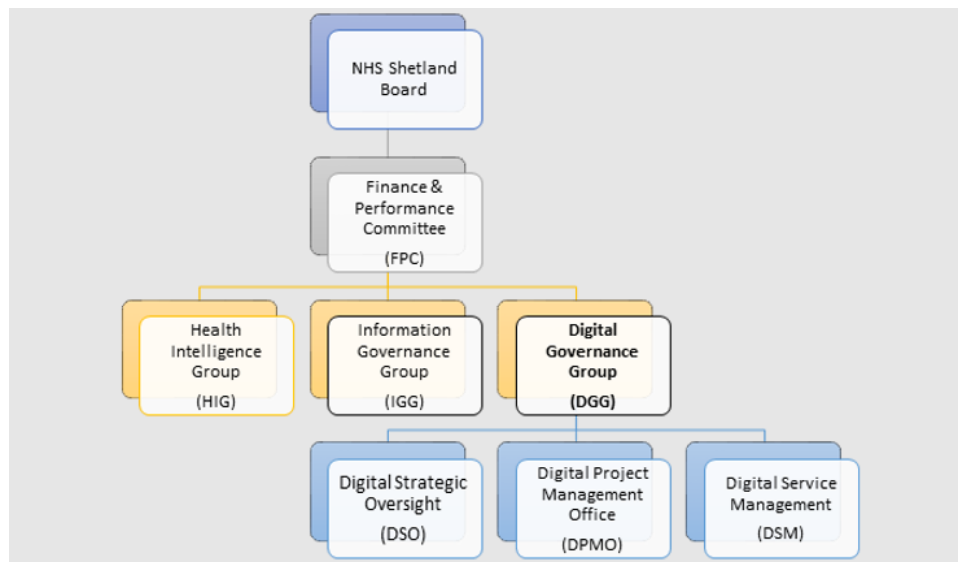 NHS Shetland
Board
Finance &
Performance
Committee
(FPC)
Health
Intelligence
Group
(HIG)
Information
Governance
Group
(IGG)
Digital
Governance
Group
(DGG)
Digital Strategic
Oversight
(DSO)
Digital Project
Management
Office
(DPMO)
Digital Service
Management
(DSM)